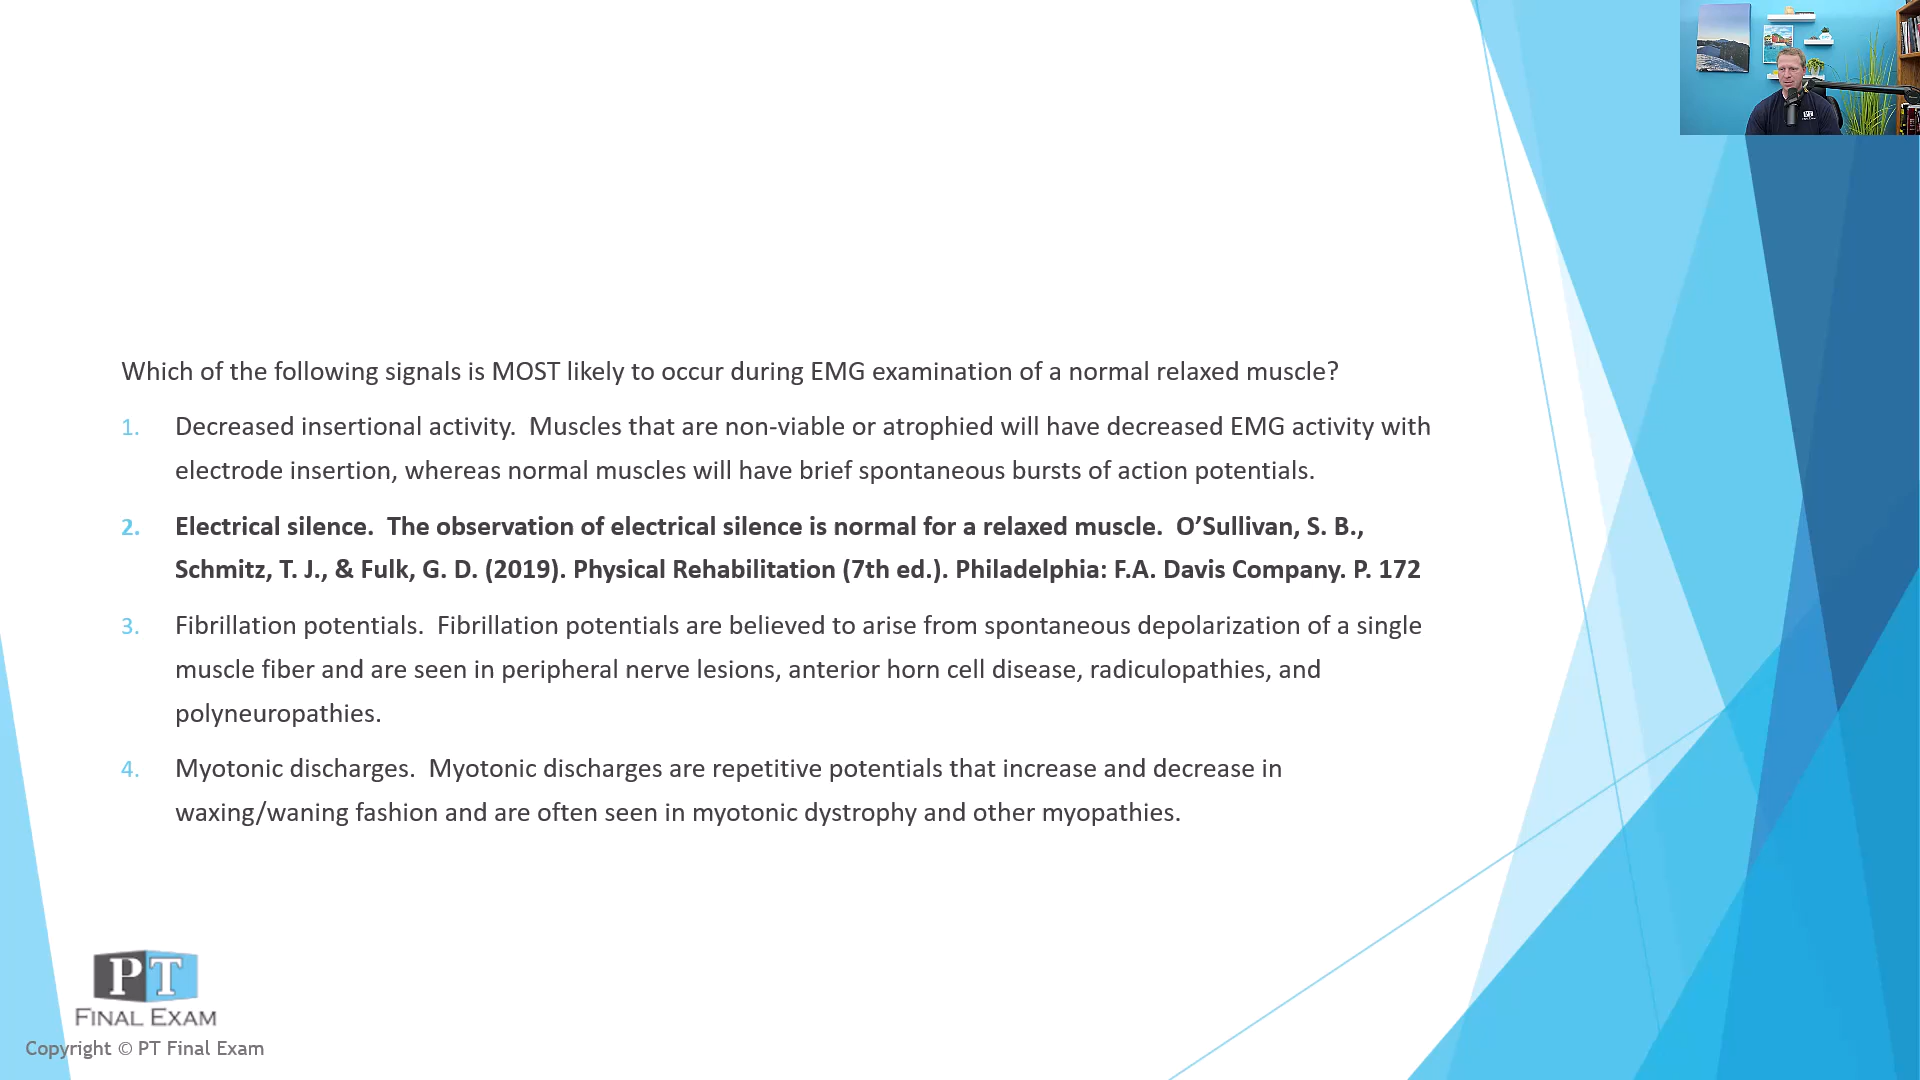 Which of the following signals is MOST likely to occur during EMG examination of a normal relaxed muscle?
1. Decreased insertional activity.  Muscles that are non-viable or atrophied will have decreased EMG activity with
electrode insertion, whereas normal muscles will have brief spontaneous bursts of action potentials.
2. Electrical silence.  The observation of electrical silence is normal for a relaxed muscle.  O’Sullivan, S. B.,
Schmitz, T. J., & Fulk, G. D. (2019). Physical Rehabilitation (7th ed.). Philadelphia: F.A. Davis Company. P. 172
3. Fibrillation potentials.  Fibrillation potentials are believed to arise from spontaneous depolarization of a single
muscle fiber and are seen in peripheral nerve lesions, anterior horn cell disease, radiculopathies, and
polyneuropathies.
4. Myotonic discharges.  Myotonic discharges are repetitive potentials that increase and decrease in
waxing/waning fashion and are often seen in myotonic dystrophy and other myopathies.
PT
FINAL EXAM
Copyright © PT Final Exam